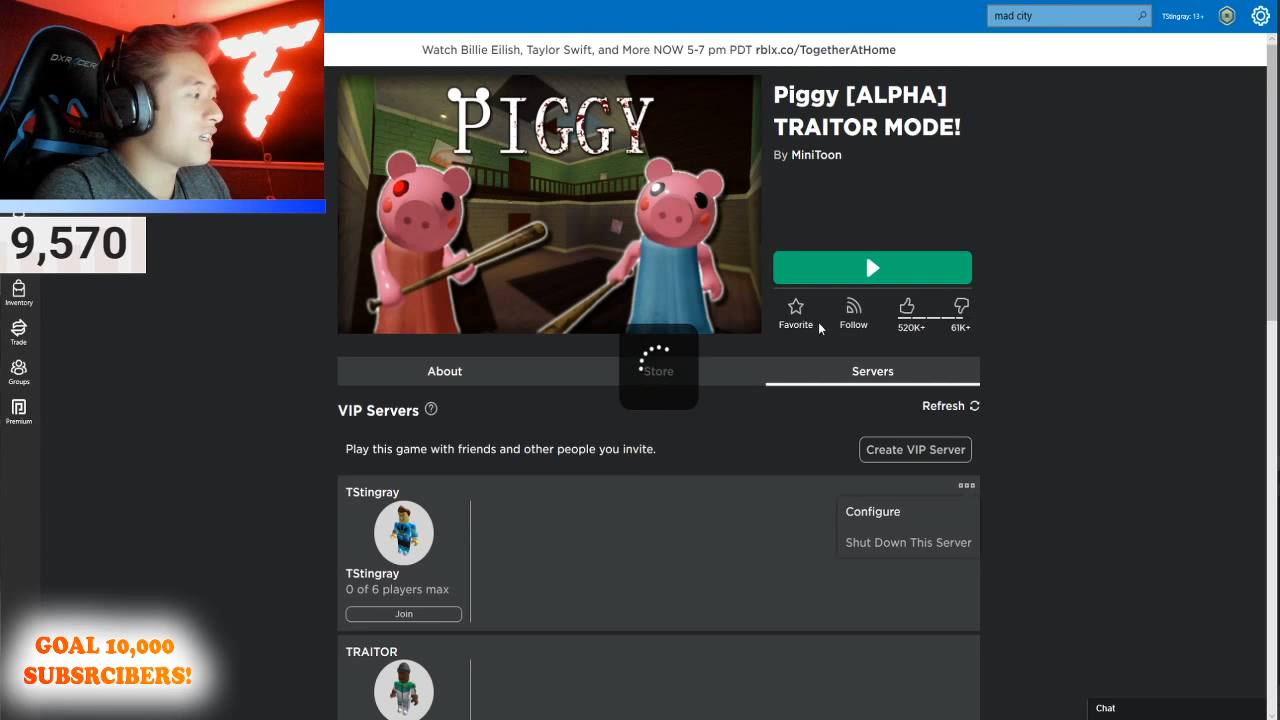 DXRACER
mad city
TStingray: 13+
Watch Billie Eilish, Taylor Swift, and More NOW 5-7 pm PDT rblx.co/TogetherAtHome
PIGGY
Piggy [ALPHA]
TRAITOR MODE!
By MiniToon
9,570
Inventory
Trade
Groups
Premium
Favorite
Follow
520K+
61K+
About
Store
Servers
VIP Servers
Refresh
Play this game with friends and other people you invite.
Create VIP Server
TStingray
Configure
Shut Down This Server
TStingray
0 of 6 players max
Join
TRAITOR
GOAL 10,000
SUBSRCIBERS!
Chat